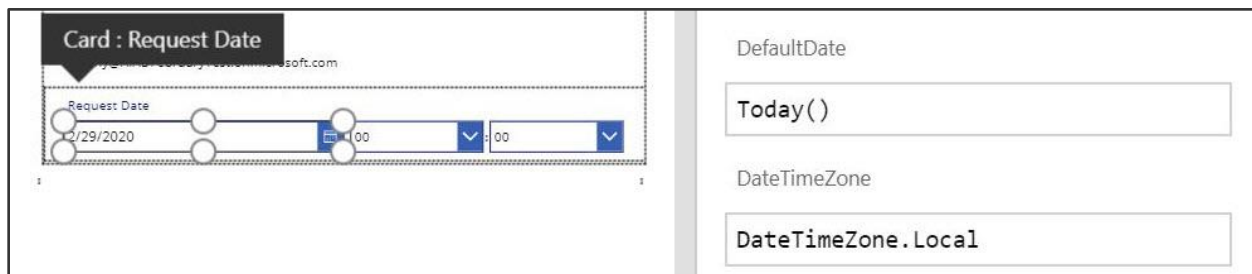 Card : Request Date
Request Date
2/29/2020
00
:
00
DefaultDate
Today()
DateTimeZone
DateTimeZone.Local